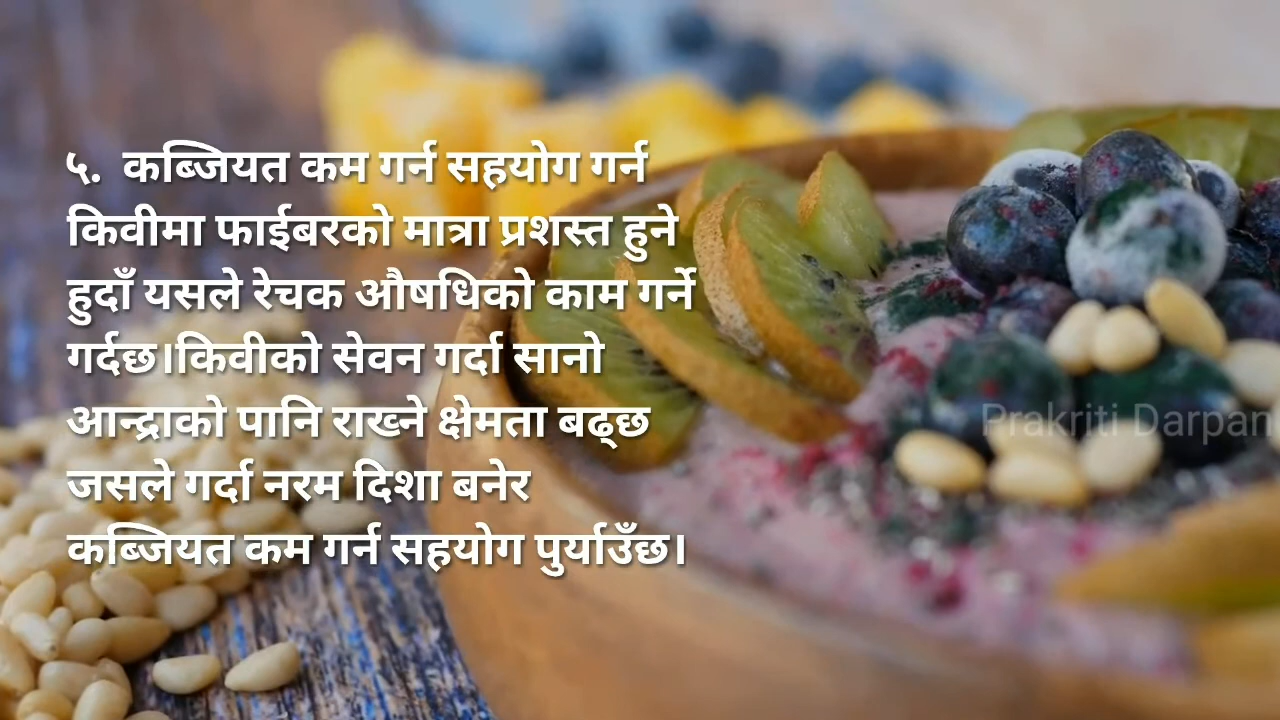 ५. कब्जियत कम गर्न सहयोग गर्न
किवीमा फाईबरको मात्रा प्रशस्त हुने
हुदाँ यसले रेचक औषधिको काम गर्ने
गर्दछ।किवीको सेवन गर्दा सानो
आन्द्राको पानि राख्ने क्षेमता बढ्छ
जसले गर्दा नरम दिशा बनेर
कब्जियत कम गर्न सहयोग पुर्याउँछ।
Prakriti Darpan